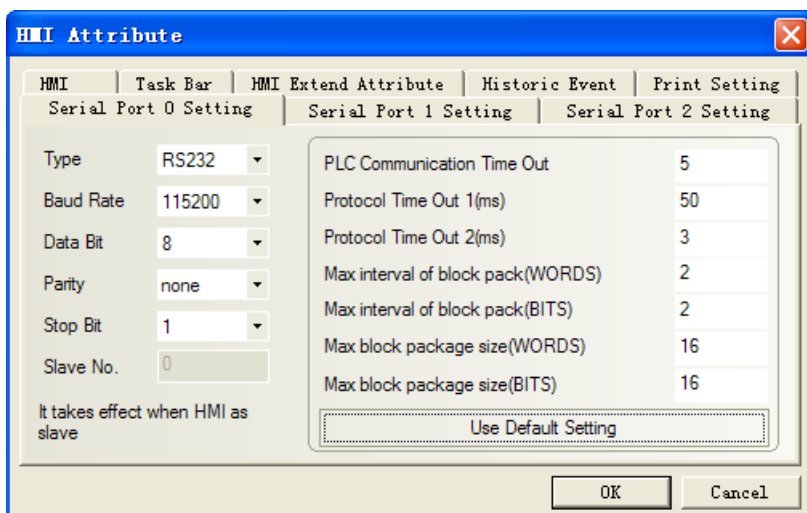 HMI Attribute
HMI
Task Bar
HMI Extend Attribute
Historic Event
Print Setting
Serial Port 0 Setting
Serial Port 1 Setting
Serial Port 2 Setting
Type
RS232
Baud Rate
115200
Data Bit
8
Parity
none
Stop Bit
1
Slave No.
0
It takes effect when HMI as
slave
PLC Communication Time Out
5
Protocol Time Out 1(ms)
50
Protocol Time Out 2(ms)
3
Max interval of block pack(WORDS)
2
Max interval of block pack(BITS)
2
Max block package size(WORDS)
16
Max block package size(BITS)
16
Use Default Setting
OK
Cancel